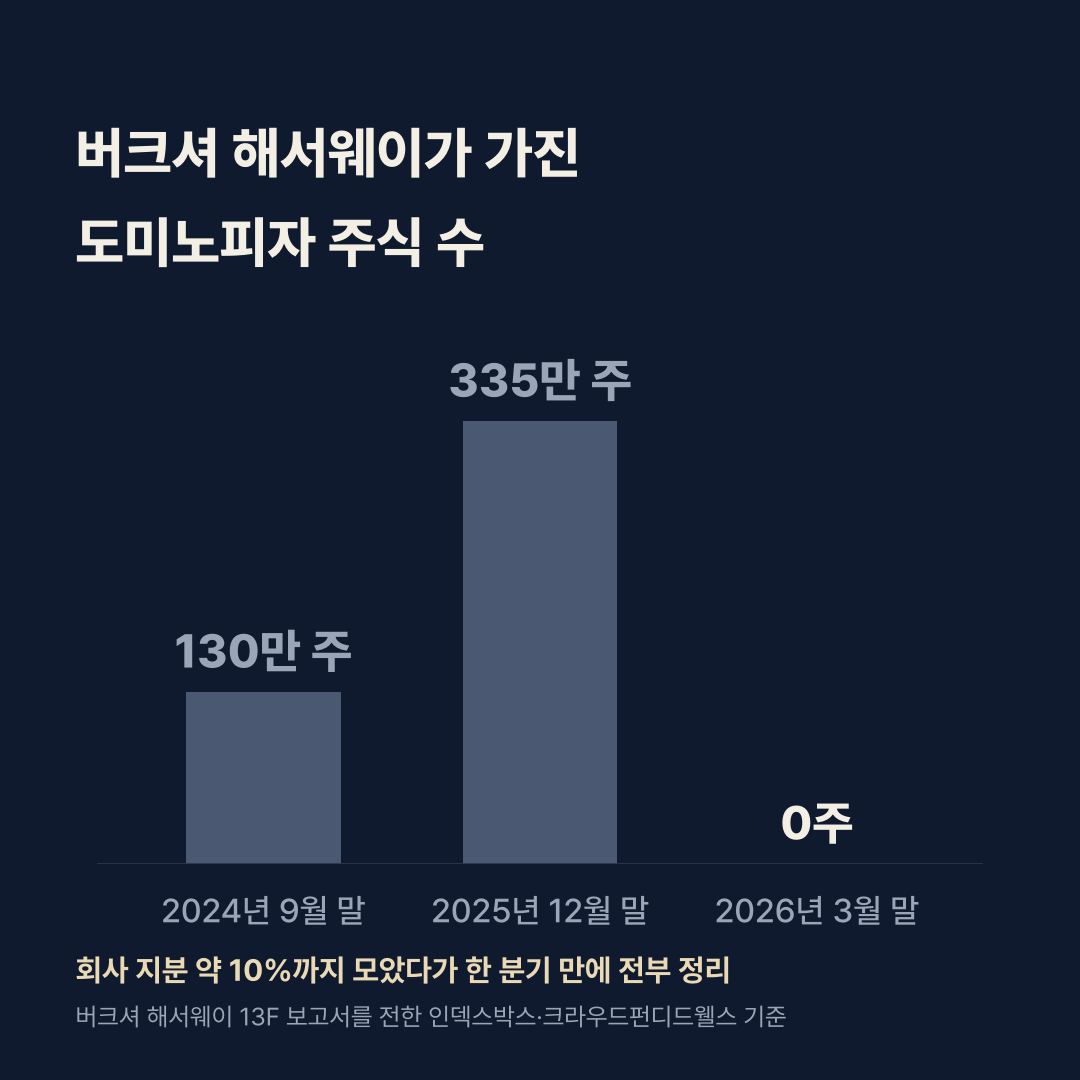 버크셔 해서웨이가 가진
도미노피자 주식 수
335만 주
130만 주
0주
2024년 9월 말
2025년 12월 말
2026년 3월 말
회사 지분 약 10%까지 모았다가 한 분기 만에 전부 정리
버크셔 해서웨이 13F 보고서를 전한 인덱스박스·크라우드펀디드웰스 기준